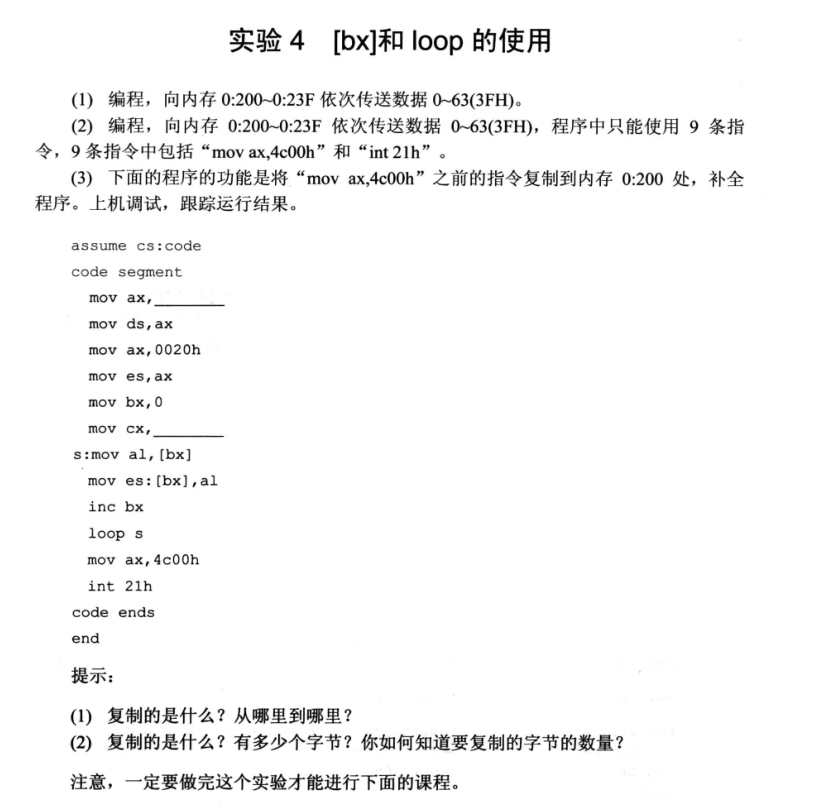 实验 4 [bx]和 loop 的使用
(1) 编程，向内存 0:200~0:23F 依次传送数据 0~63(3FH)。
(2) 编程，向内存 0:200~0:23F 依次传送数据 0~63(3FH)，程序中只能使用 9 条指
令，9 条指令中包括“mov ax,4c00h”和“int 21h”。
(3) 下面的程序的功能是将“mov ax,4c00h”之前的指令复制到内存 0:200 处，补全
程序。上机调试，跟踪运行结果。
assume cs:code
code segment
mov ax,_______
mov ds,ax
mov ax,0020h
mov es,ax
mov bx,0
mov cx,_______
s:mov al,[bx]
mov es:[bx],al
inc bx
loop s
mov ax,4c00h
int 21h
code ends
end
提示：
(1) 复制的是什么？从哪里到哪里？
(2) 复制的是什么？有多少个字节？你如何知道要复制的字节的数量？
注意，一定要做完这个实验才能进行下面的课程。